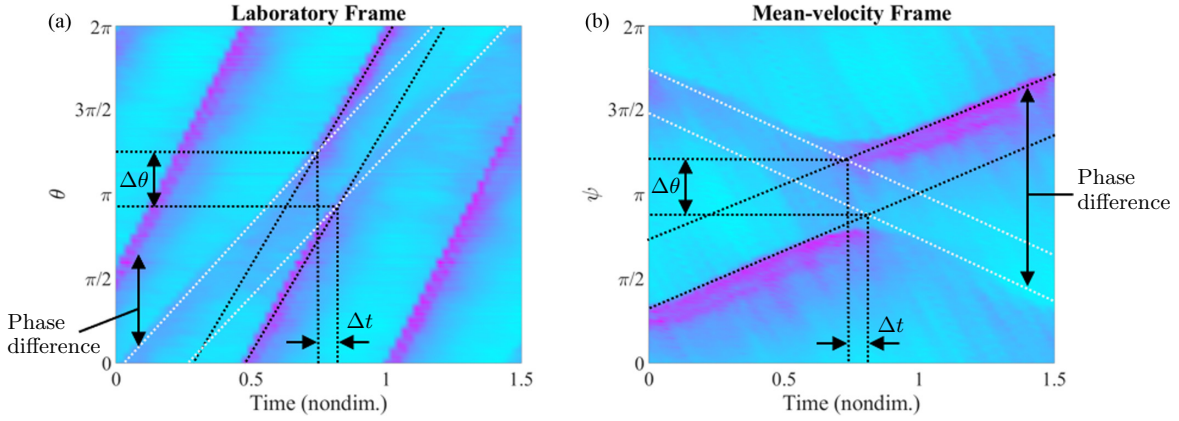 (a)
Laboratory Frame
2π
3π/2
π
π/2
0
θ
Δθ
Δt
Phase
difference
0
0.5
1
1.5
Time (nondim.)
(b)
Mean-velocity Frame
2π
3π/2
π
π/2
0
ψ
Δθ
Δt
Phase
difference
0
0.5
1
1.5
Time (nondim.)